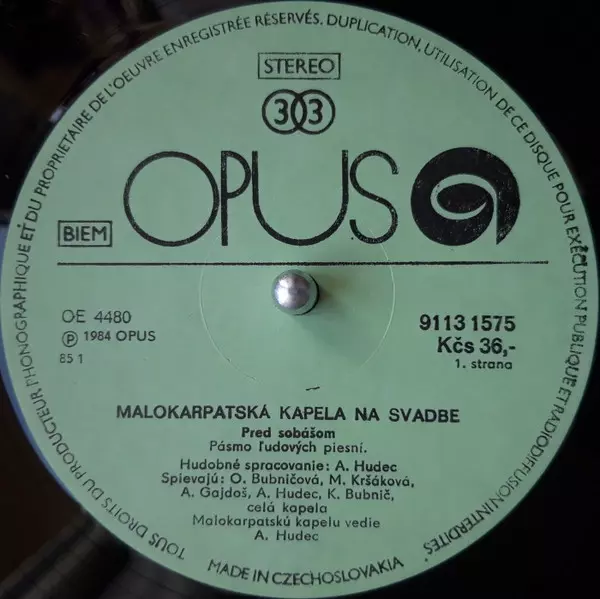 TOUS DROITS DU PRODUCTEUR PHONOGRAPHIQUE ET DU PROPRIETAIRE DE L'OEUVRE ENREGISTRÉE RÉSERVÉS. DUPLICATION, UTILISATION DE CE DISQUE POUR EXÉCUTION PUBLIQUE ET RADIODIFFUSION INTERDITES
STEREO
33
OPUS
BIEM
OE 4480
℗ 1984 OPUS
85 1
9113 1575
Kčs 36,-
1. strana
MALOKARPATSKÁ KAPELA NA SVADBE
Pred sobášom
Pásmo ľudových piesní.
Hudobné spracovanie: A. Hudec
Spievajú: O. Bubničová, M. Kršáková,
A. Gajdoš, A. Hudec, K. Bubnič,
celá kapela
Malokarpatskú kapelu vedie
A. Hudec
MADE IN CZECHOSLOVAKIA